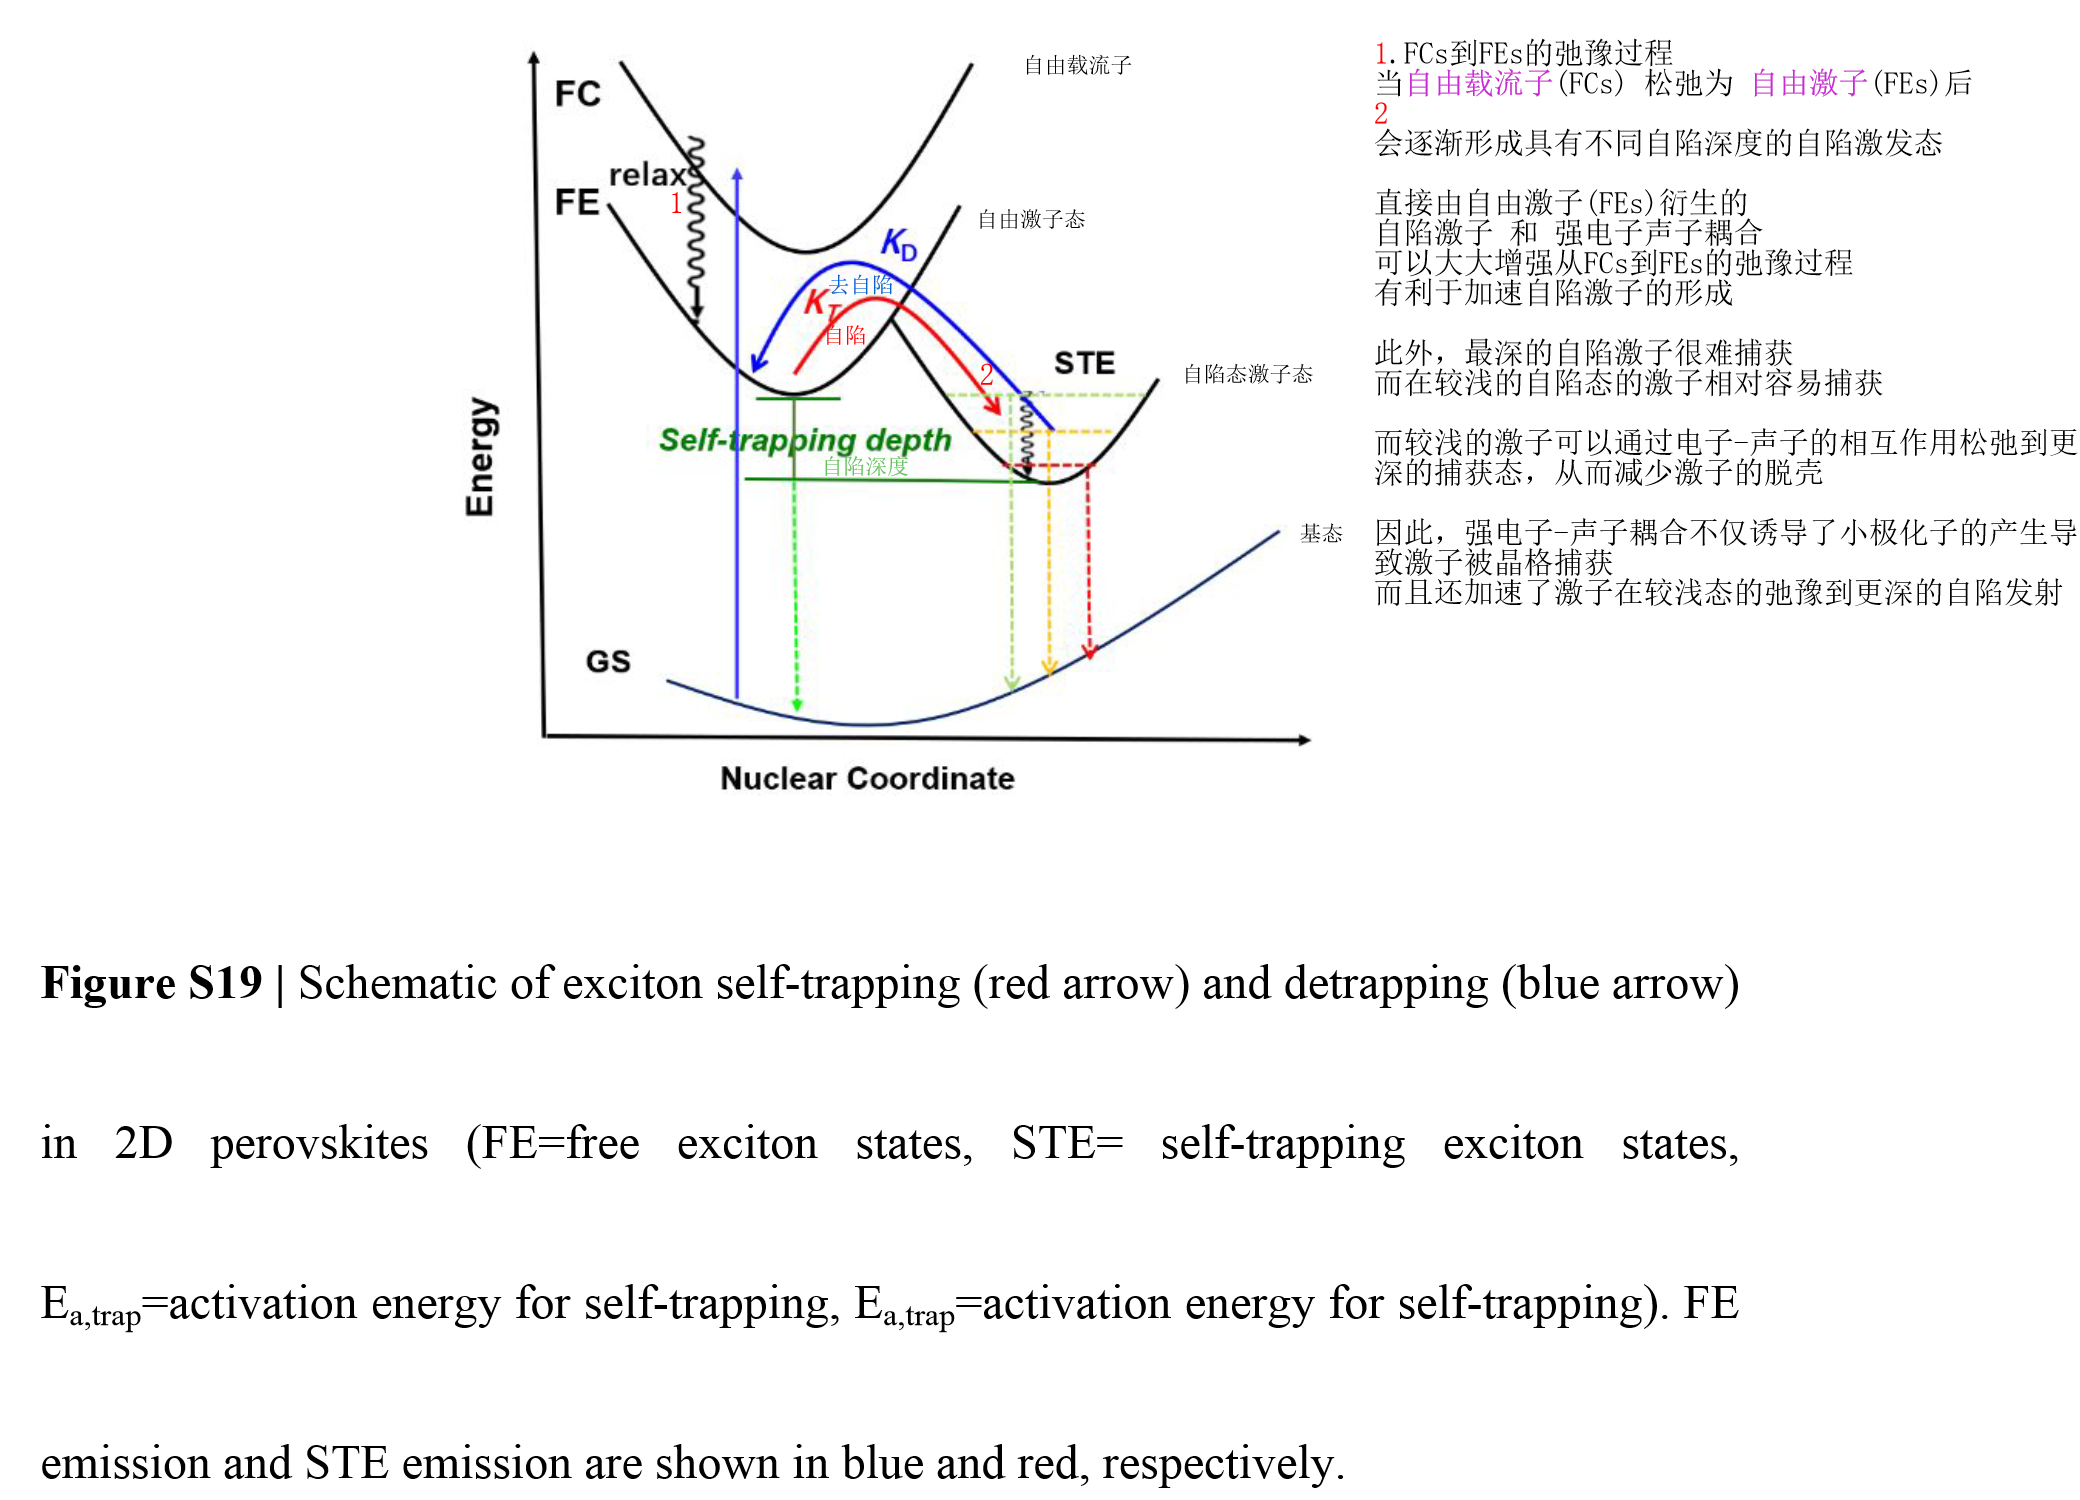 FC
自由载流子
relax
1
FE
自由激子态
KD
去自陷
KT
自陷
2
STE
自陷态激子态
Self-trapping depth
自陷深度
Energy
基态
GS
Nuclear Coordinate
1.FCs到FEs的弛豫过程
当自由载流子(FCs) 松弛为 自由激子(FEs)后
2
会逐渐形成具有不同自陷深度的自陷激发态
直接由自由激子(FEs)衍生的
自陷激子 和 强电子声子耦合
可以大大增强从FCs到FEs的弛豫过程
有利于加速自陷激子的形成
此外，最深的自陷激子很难捕获
而在较浅的自陷态的激子相对容易捕获
而较浅的激子可以通过电子-声子的相互作用松弛到更
深的捕获态，从而减少激子的脱壳
因此，强电子-声子耦合不仅诱导了小极化子的产生导
致激子被晶格捕获
而且还加速了激子在较浅态的弛豫到更深的自陷发射
Figure S19 | Schematic of exciton self-trapping (red arrow) and detrapping (blue arrow)
in 2D perovskites (FE=free exciton states, STE= self-trapping exciton states,
Ea,trap=activation energy for self-trapping, Ea,trap=activation energy for self-trapping). FE
emission and STE emission are shown in blue and red, respectively.